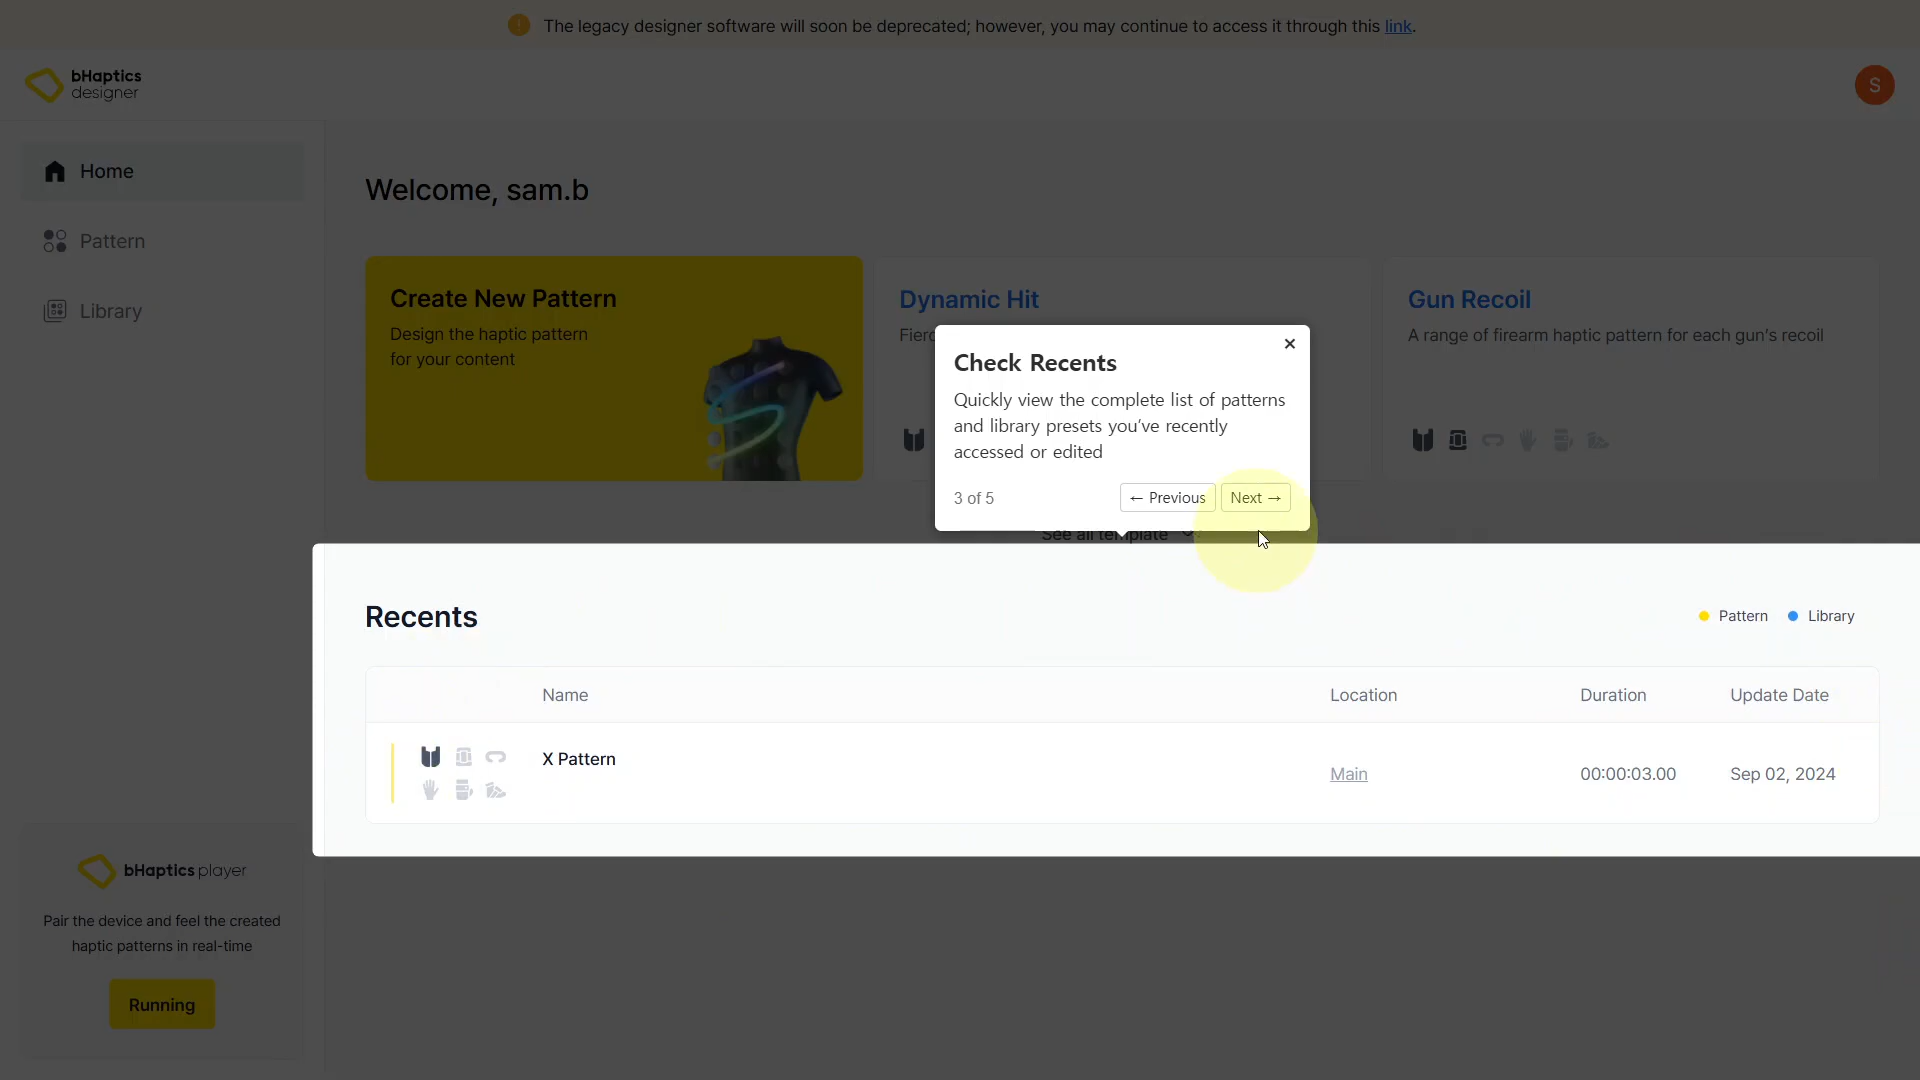 The legacy designer software will soon be deprecated; however, you may continue to access it through this link.
bHaptics
designer
S
Home
Pattern
Library
Welcome, sam.b
Create New Pattern
Design the haptic pattern
for your content
Dynamic Hit
Gun Recoil
A range of firearm haptic pattern for each gun's recoil
×
Check Recents
Quickly view the complete list of patterns
and library presets you've recently
accessed or edited
3 of 5
← Previous
Next →
See all template
Recents
Pattern
Library
Name
Location
Duration
Update Date
X Pattern
Main
00:00:03.00
Sep 02, 2024
bHaptics player
Pair the device and feel the created
haptic patterns in real-time
Running